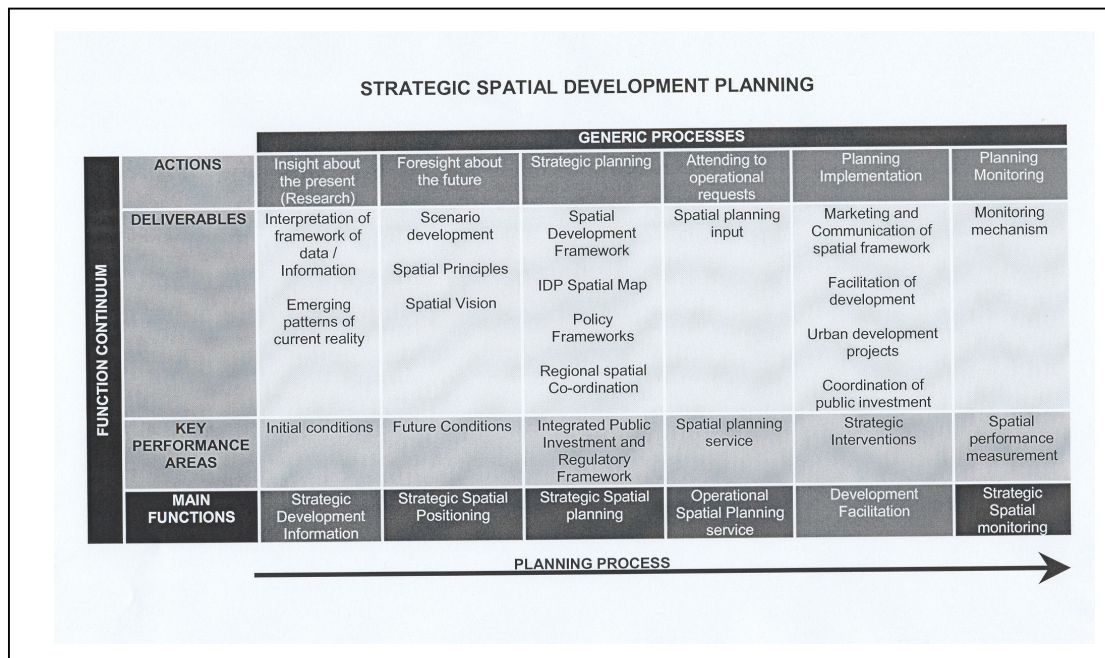 STRATEGIC SPATIAL DEVELOPMENT PLANNING
GENERIC PROCESSES
FUNCTION CONTINUUM
ACTIONS
Insight about
the present
(Research)
Foresight about
the future
Strategic planning
Attending to
operational
requests
Planning
Implementation
Planning
Monitoring
DELIVERABLES
Interpretation of
framework of
data /
Information
Emerging
patterns of
current reality
Scenario
development
Spatial Principles
Spatial Vision
Spatial
Development
Framework
IDP Spatial Map
Policy
Frameworks
Regional spatial
Co-ordination
Spatial planning
input
Marketing and
Communication of
spatial framework
Facilitation of
development
Urban development
projects
Coordination of
public investment
Monitoring
mechanism
KEY
PERFORMANCE
AREAS
Initial conditions
Future Conditions
Integrated Public
Investment and
Regulatory
Framework
Spatial planning
service
Strategic
Interventions
Spatial
performance
measurement
MAIN
FUNCTIONS
Strategic
Development
Information
Strategic Spatial
Positioning
Strategic Spatial
planning
Operational
Spatial Planning
service
Development
Facilitation
Strategic
Spatial
monitoring
PLANNING PROCESS